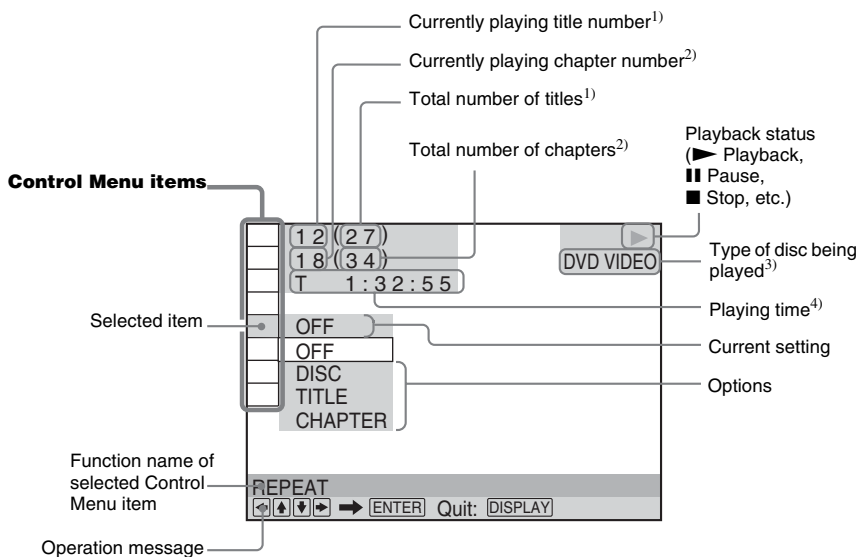 Currently playing title number1)
Currently playing chapter number2)
Total number of titles1)
Total number of chapters2)
Playback status
(► Playback,
❚❚ Pause,
■ Stop, etc.)
Control Menu items
12(27)
18(34)
T 1:32:55
►
DVD VIDEO
Type of disc being
played3)
Playing time4)
Selected item
OFF
Current setting
OFF
DISC
TITLE
CHAPTER
Options
Function name of
selected Control
Menu item
REPEAT
← ↑ ↓ → ➡ ENTER Quit: DISPLAY
Operation message